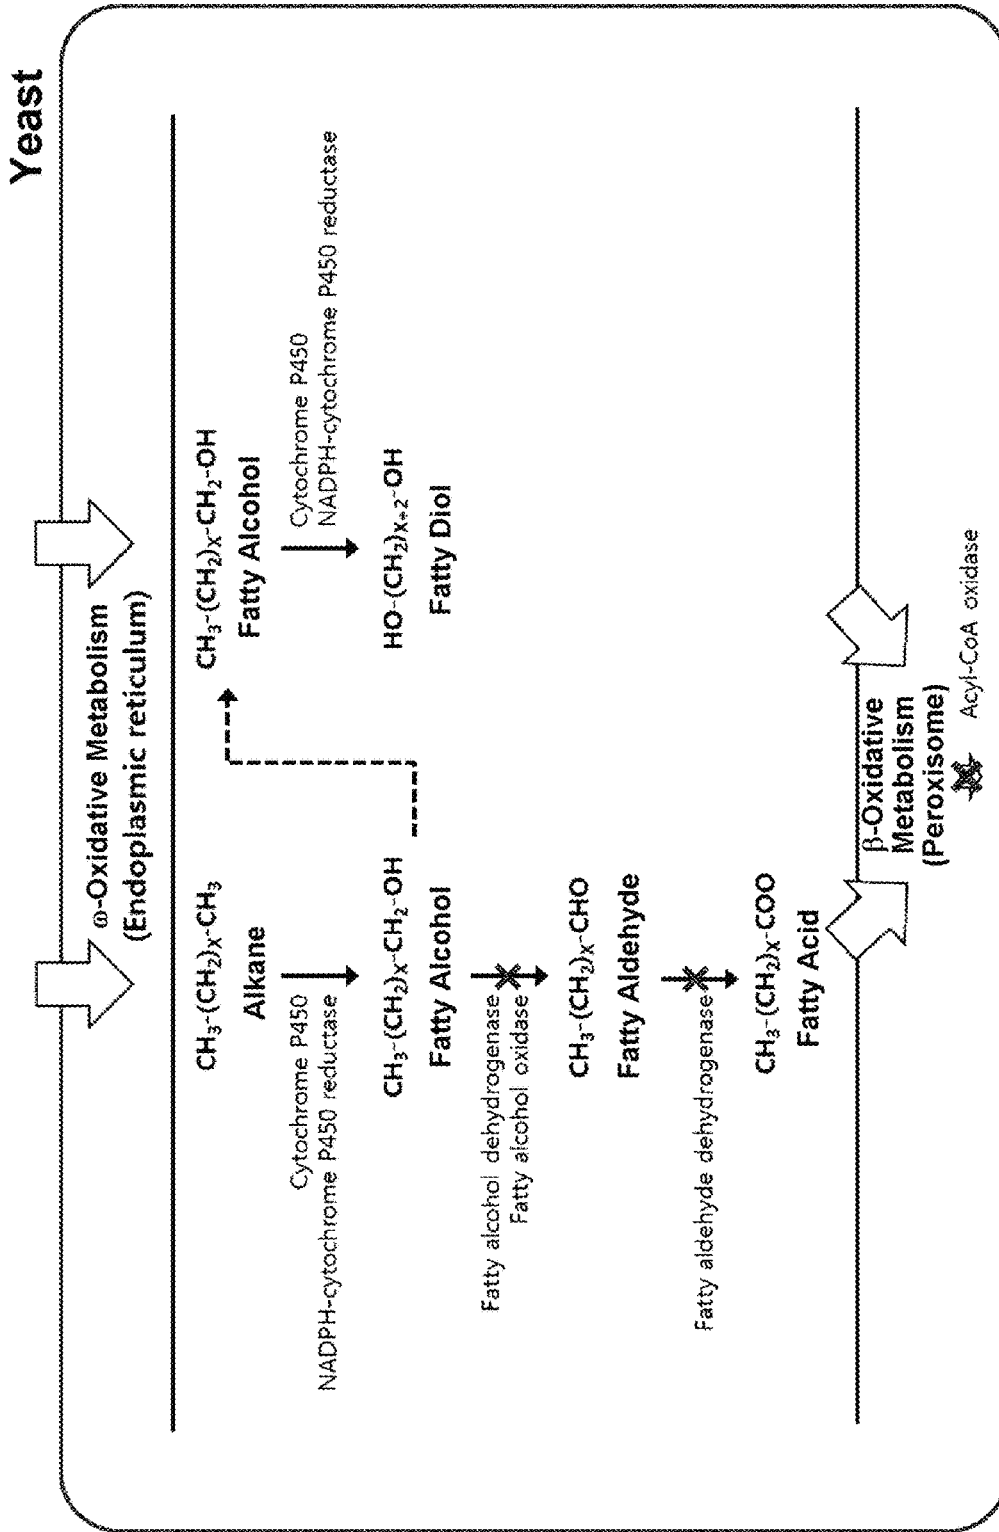 Yeast
ω-Oxidative Metabolism
(Endoplasmic reticulum)
CH₃-(CH₂)ₓ-CH₃
Alkane
Cytochrome P450
NADPH-cytochrome P450 reductase
CH₃-(CH₂)ₓ-CH₂-OH
Fatty Alcohol
Fatty alcohol dehydrogenase
Fatty alcohol oxidase
CH₃-(CH₂)ₓ-CHO
Fatty Aldehyde
Fatty aldehyde dehydrogenase
CH₃-(CH₂)ₓ-COO
Fatty Acid
CH₃-(CH₂)ₓ-CH₂-OH
Fatty Alcohol
Cytochrome P450
NADPH-cytochrome P450 reductase
HO-(CH₂)ₓ₊₂-OH
Fatty Diol
β-Oxidative
Metabolism
(Peroxisome)
Acyl-CoA oxidase